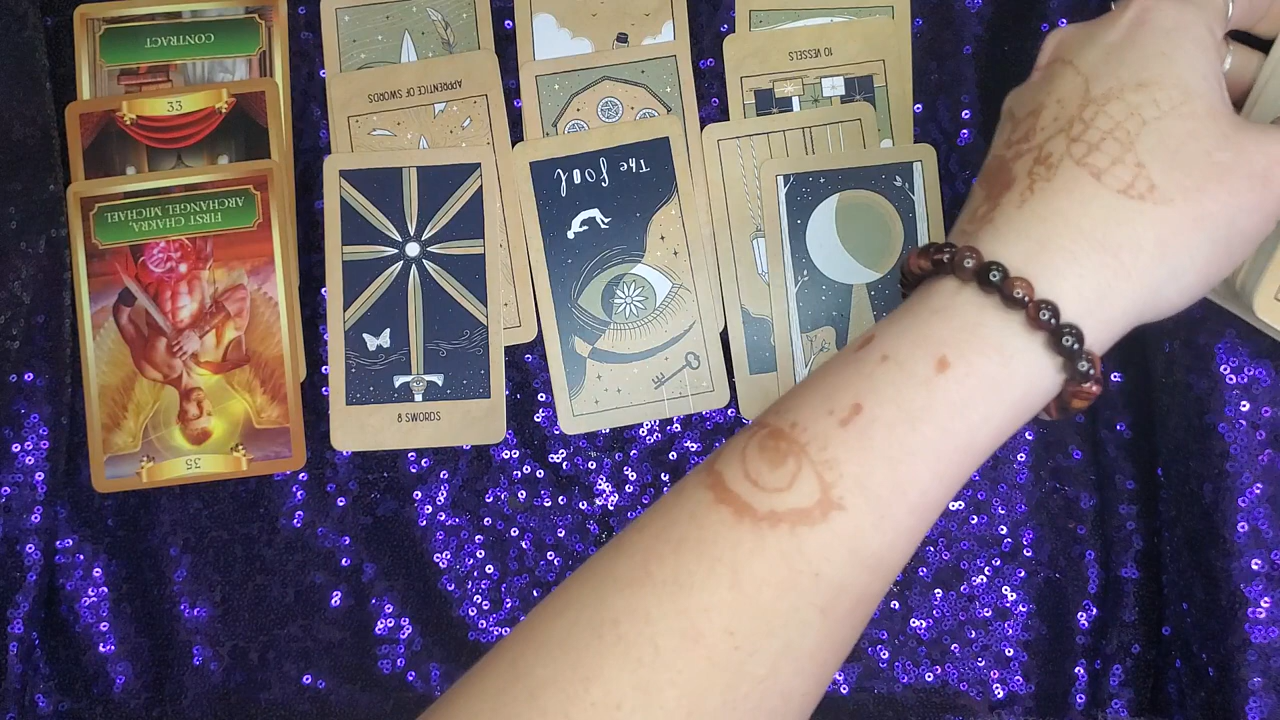 CONTRACT
33
FIRST CHAKRA,
ARCHANGEL MICHAEL
35
APPRENTICE OF SWORDS
8 SWORDS
The Fool
10 VESSELS